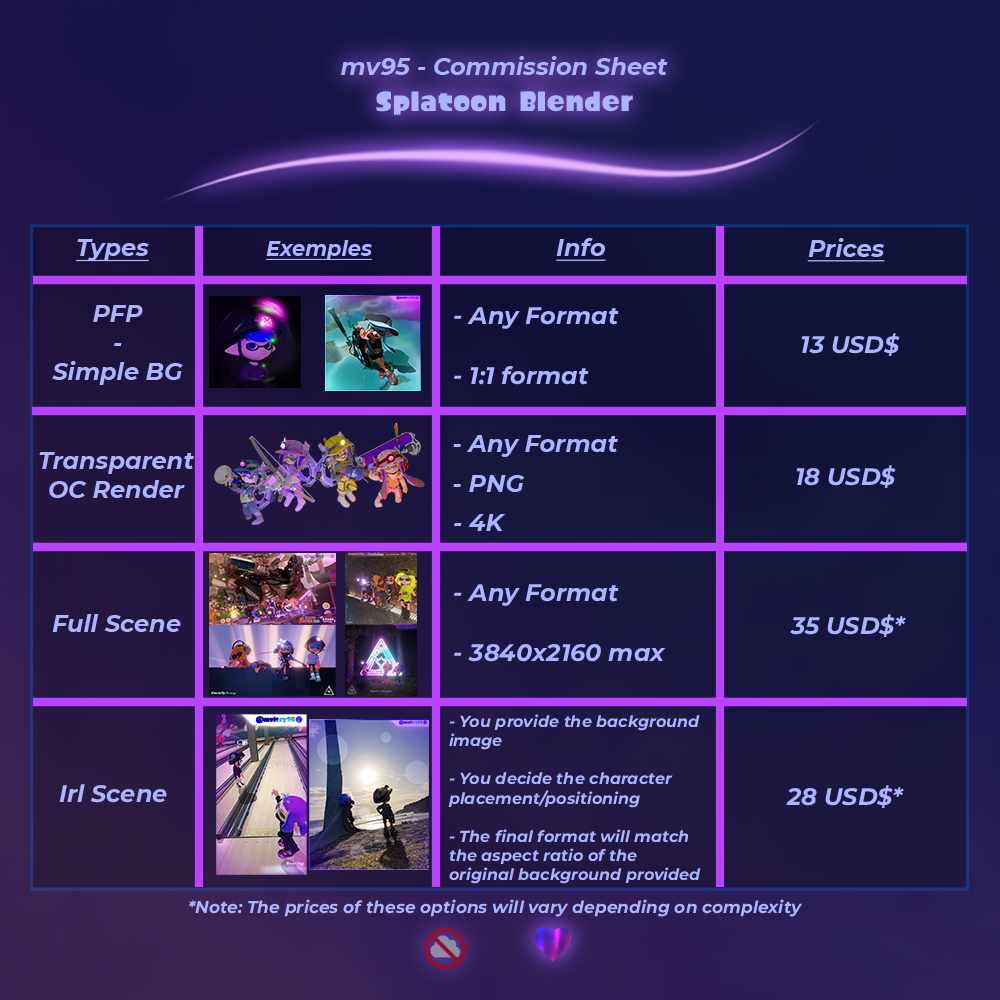 mv95 - Commission Sheet
Splatoon Blender
Types
Exemples
Info
Prices
PFP
-
Simple BG
- Any Format
- 1:1 format
13 USD$
Transparent
OC Render
- Any Format
- PNG
- 4K
18 USD$
Full Scene
- Any Format
- 3840x2160 max
35 USD$*
Irl Scene
- You provide the background
image
- You decide the character
placement/positioning
- The final format will match
the aspect ratio of the
original background provided
28 USD$*
*Note: The prices of these options will vary depending on complexity